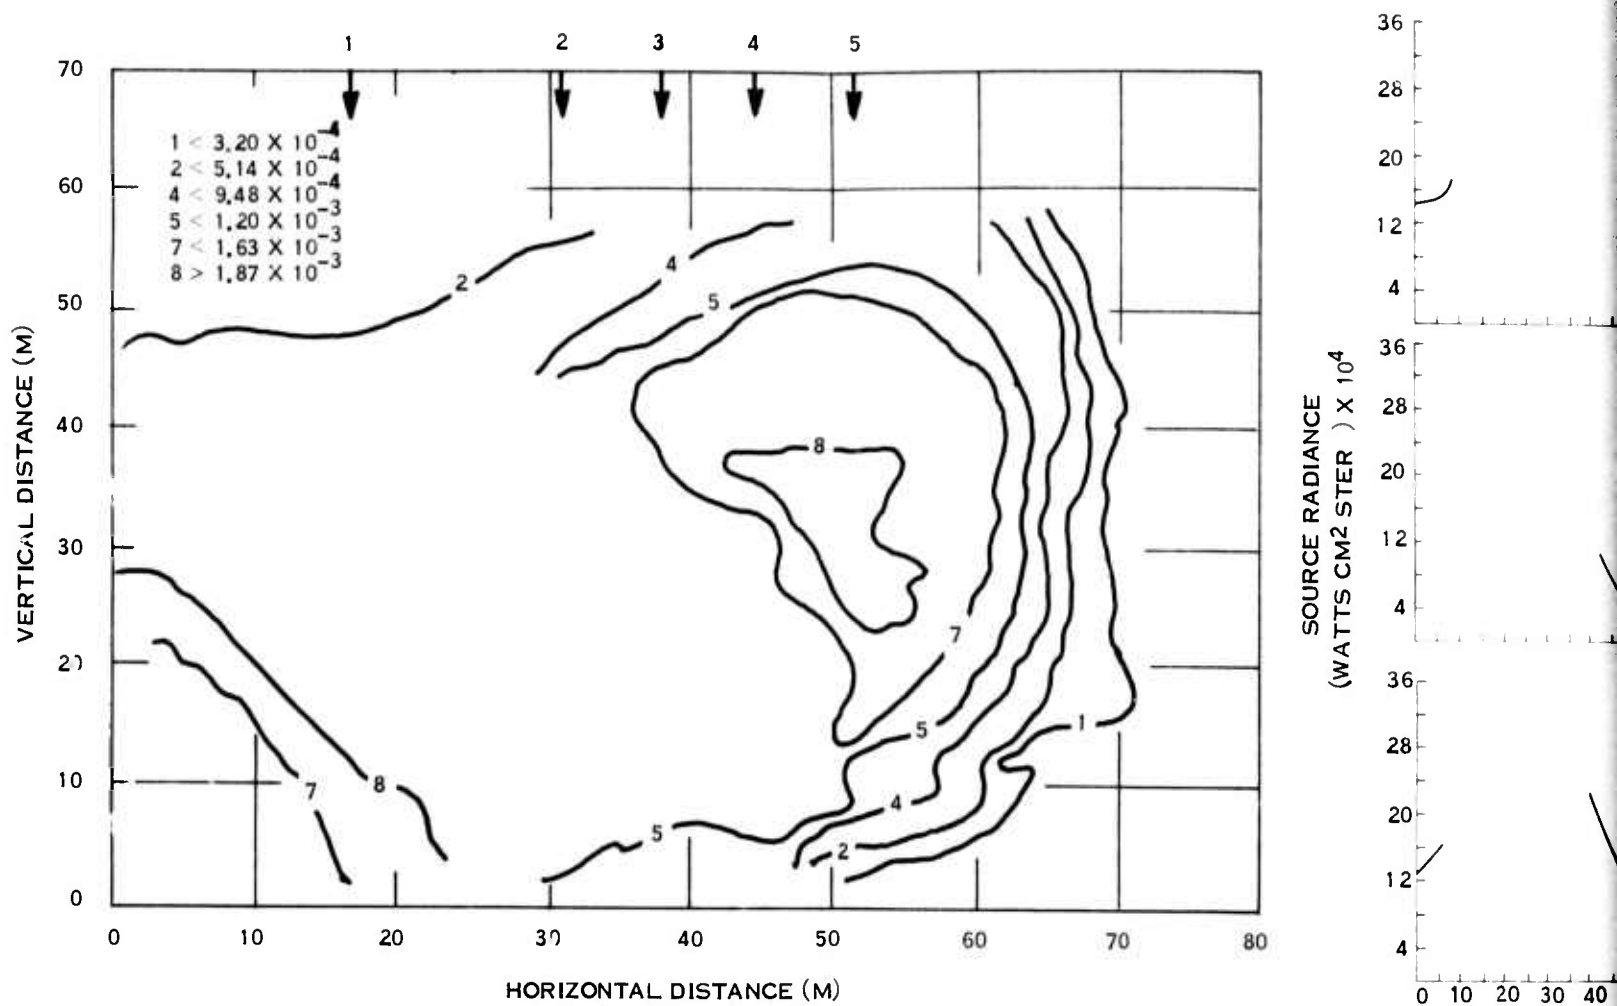 1 2 3 4 5
70
60
50
40
30
20
10
0
1 < 3.20 X 10-4
2 < 5.14 X 10-4
4 < 9.48 X 10-4
5 < 1.20 X 10-3
7 < 1.63 X 10-3
8 > 1.87 X 10-3
VERTICAL DISTANCE (M)
2
4
5
8
7
5
1
4
2
5
8
7
0 10 20 30 40 50 60 70 80
HORIZONTAL DISTANCE (M)
SOURCE RADIANCE
(WATTS CM2 STER ) X 104
36
28
20
12
4
36
28
20
12
4
36
28
20
12
4
0 10 20 30 40